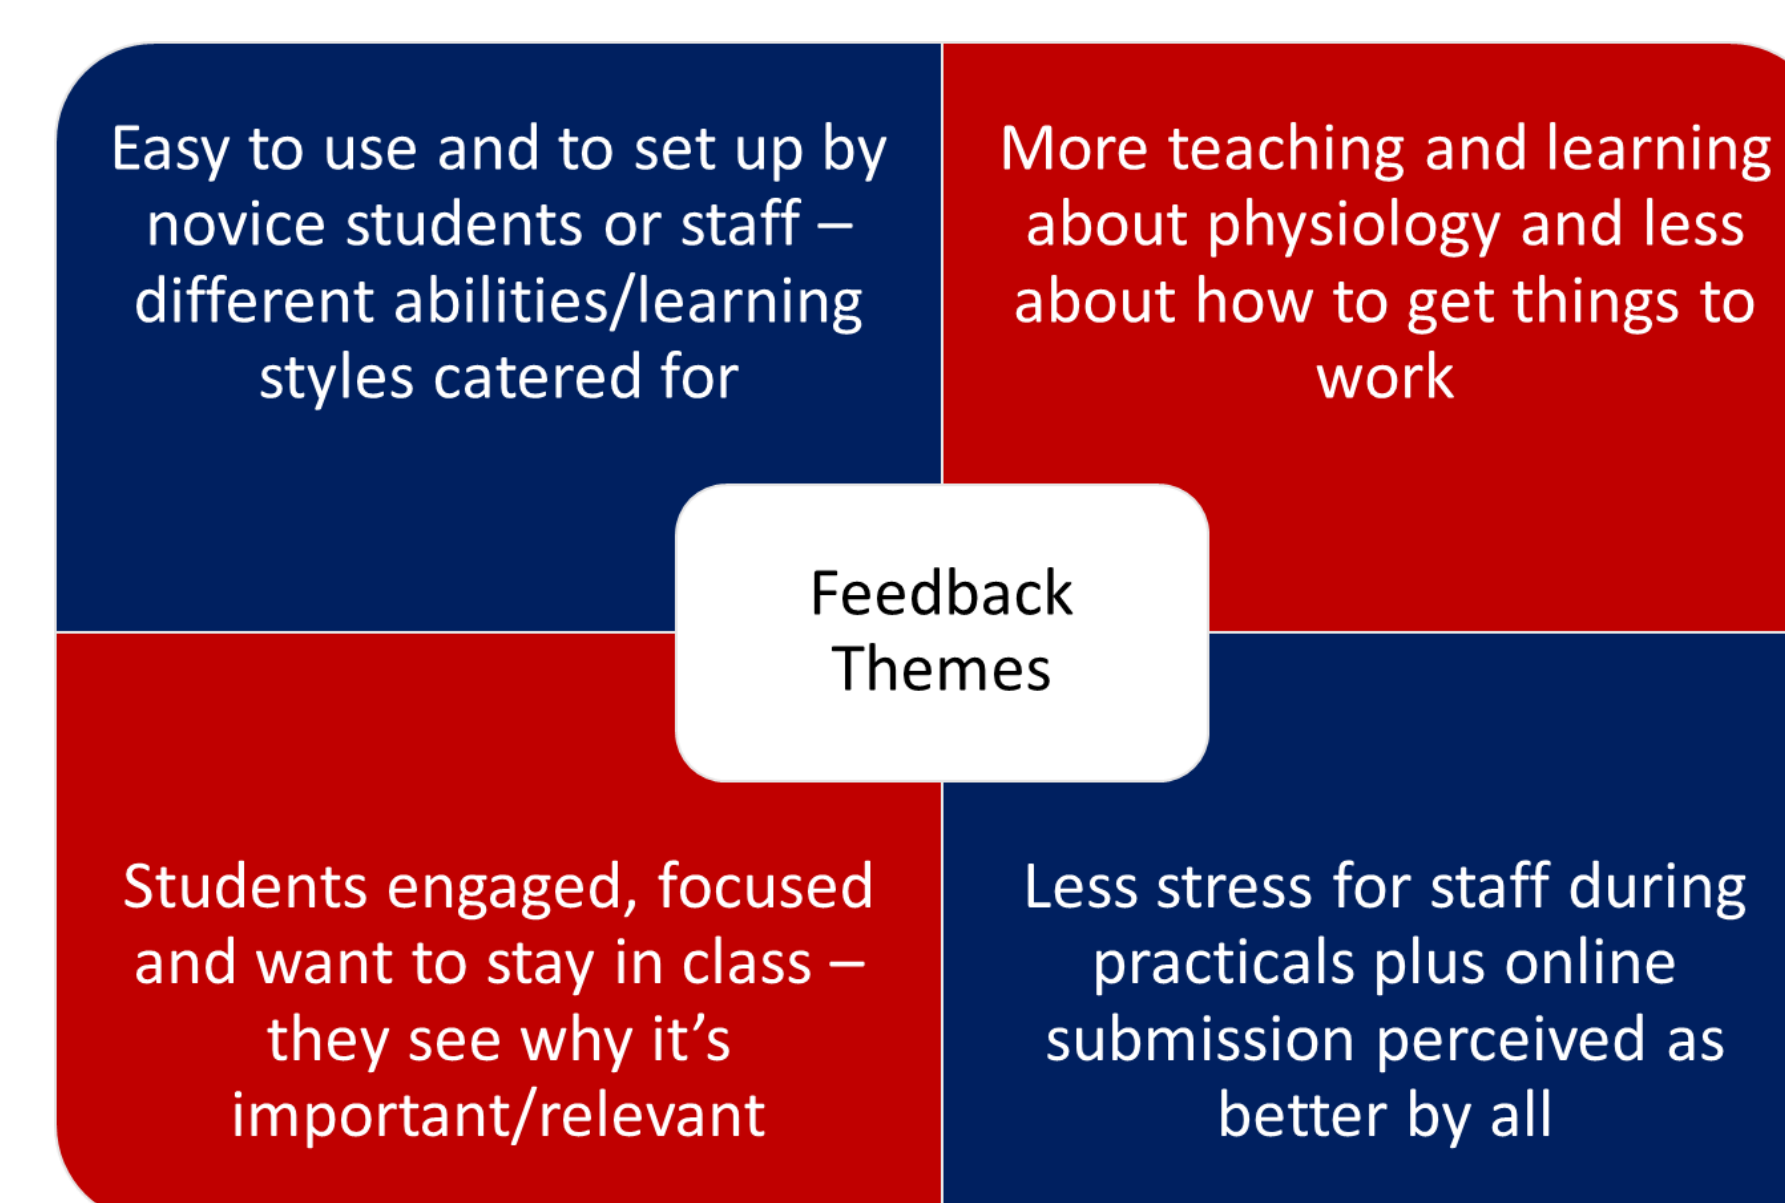 Easy to use and to set up by
novice students or staff –
different abilities/learning
styles catered for
More teaching and learning
about physiology and less
about how to get things to
work
Feedback
Themes
Students engaged, focused
and want to stay in class –
they see why it’s
important/relevant
Less stress for staff during
practicals plus online
submission perceived as
better by all